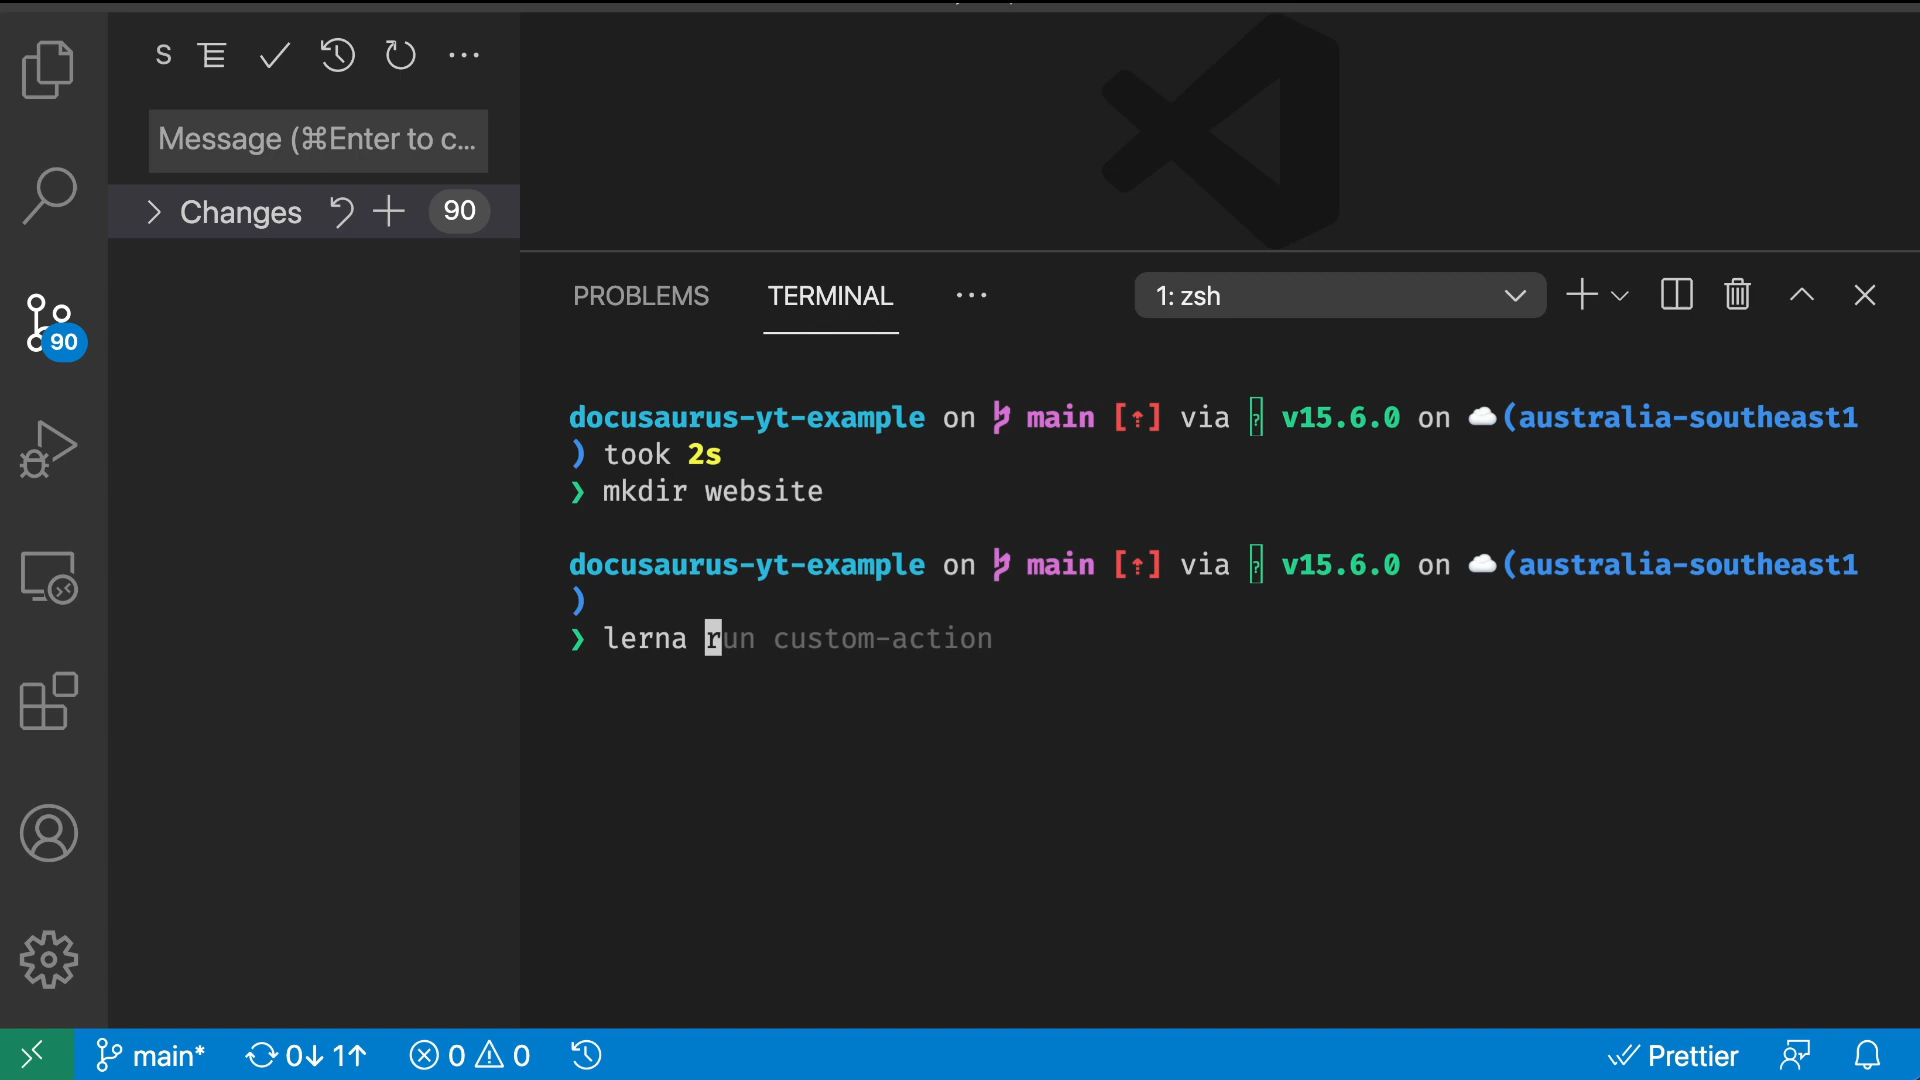 S
Message (⌘Enter to c...
Changes 90
90
PROBLEMS TERMINAL ... 1: zsh
docusaurus-yt-example on main [⇡] via v15.6.0 on ☁️(australia-southeast1
) took 2s
❯ mkdir website
docusaurus-yt-example on main [⇡] via v15.6.0 on ☁️(australia-southeast1
)
❯ lerna run custom-action
main* 0↓ 1↑ 0 0 Prettier